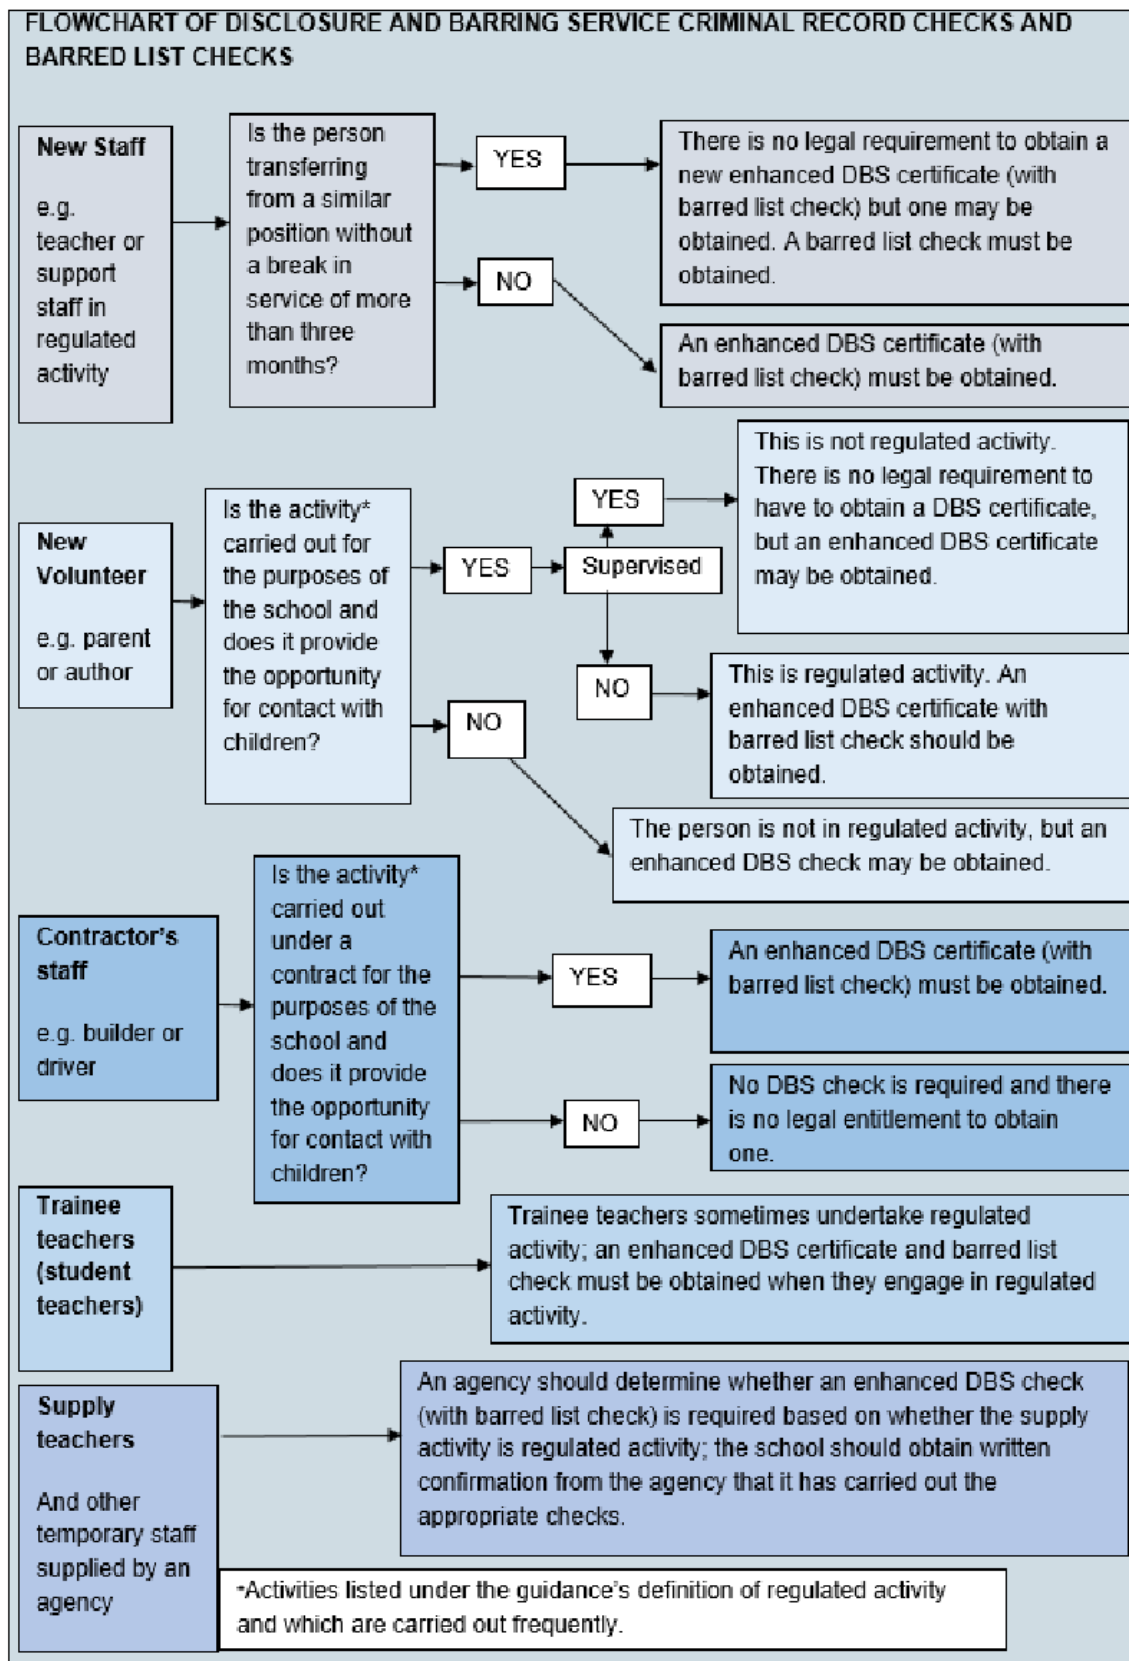 FLOWCHART OF DISCLOSURE AND BARRING SERVICE CRIMINAL RECORD CHECKS AND
BARRED LIST CHECKS
New Staff
e.g.
teacher or
support
staff in
regulated
activity
Is the person
transferring
from a similar
position without
a break in
service of more
than three
months?
YES
There is no legal requirement to obtain a
new enhanced DBS certificate (with
barred list check) but one may be
obtained. A barred list check must be
obtained.
NO
An enhanced DBS certificate (with
barred list check) must be obtained.
New
Volunteer
e.g. parent
or author
Is the activity*
carried out for
the purposes of
the school and
does it provide
the opportunity
for contact with
children?
YES
Supervised
YES
This is not regulated activity.
There is no legal requirement to
have to obtain a DBS certificate,
but an enhanced DBS certificate
may be obtained.
NO
This is regulated activity. An
enhanced DBS certificate with
barred list check should be
obtained.
NO
The person is not in regulated activity, but an
enhanced DBS check may be obtained.
Contractor's
staff
e.g. builder or
driver
Is the activity*
carried out
under a
contract for the
purposes of the
school and
does it provide
the opportunity
for contact with
children?
YES
An enhanced DBS certificate (with
barred list check) must be obtained.
NO
No DBS check is required and there
is no legal entitlement to obtain
one.
Trainee
teachers
(student
teachers)
Trainee teachers sometimes undertake regulated
activity; an enhanced DBS certificate and barred list
check must be obtained when they engage in regulated
activity.
Supply
teachers
And other
temporary staff
supplied by an
agency
An agency should determine whether an enhanced DBS check
(with barred list check) is required based on whether the supply
activity is regulated activity; the school should obtain written
confirmation from the agency that it has carried out the
appropriate checks.
*Activities listed under the guidance's definition of regulated activity
and which are carried out frequently.